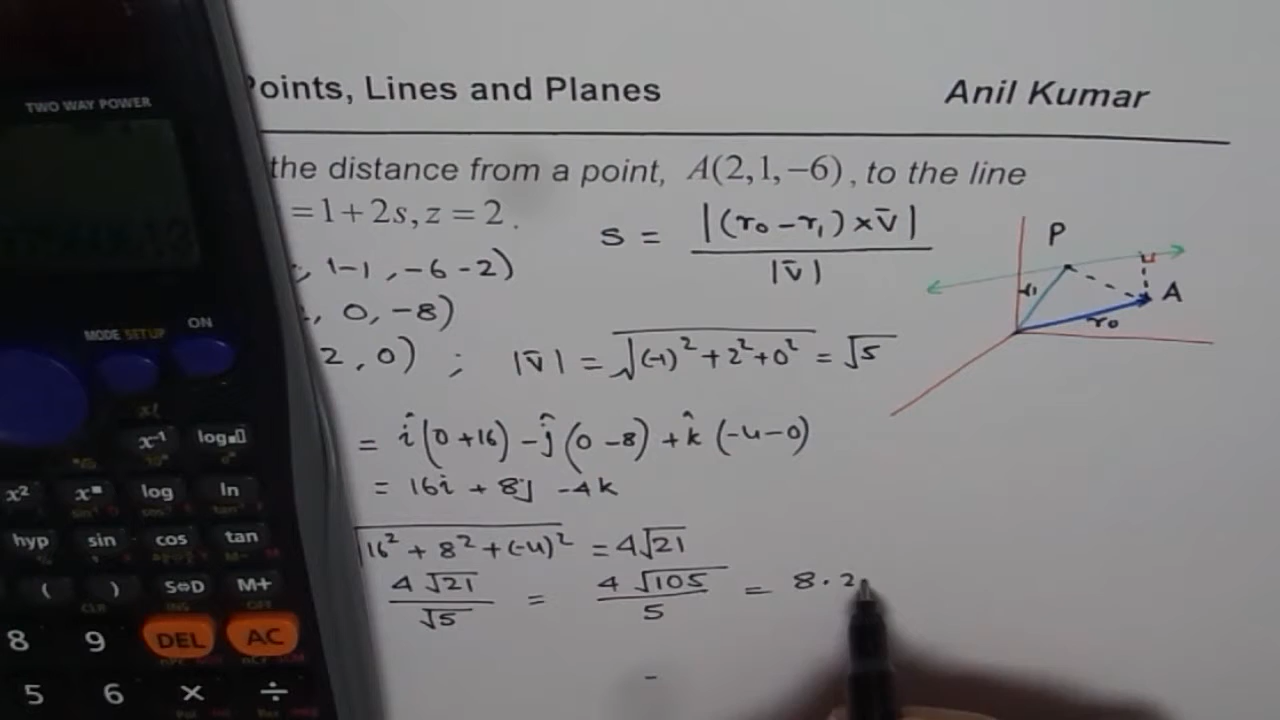 Points, Lines and Planes Anil Kumar
the distance from a point, A(2,1,−6), to the line
= 1 + 2s, z = 2.
s = |(r₀ − r₁) × v̄| / |v̄|
, 1−1, −6−2)
, 0, −8)
2, 0) ; |v̄| = √((−1)² + 2² + 0²) = √5
= î(0+16) − ĵ(0−8) + k̂(−4−0)
= 16i + 8j − 4k
√(16² + 8² + (−4)²) = 4√21
4√21 / √5 = 4√105 / 5 = 8.2
P
r₁
A
r₀
TWO WAY POWER
MODE SETUP ON
x! 
x⁻¹ log
x² log ln
hyp sin cos tan
( ) S⇔D M+
8 9 DEL AC
5 6 × ÷